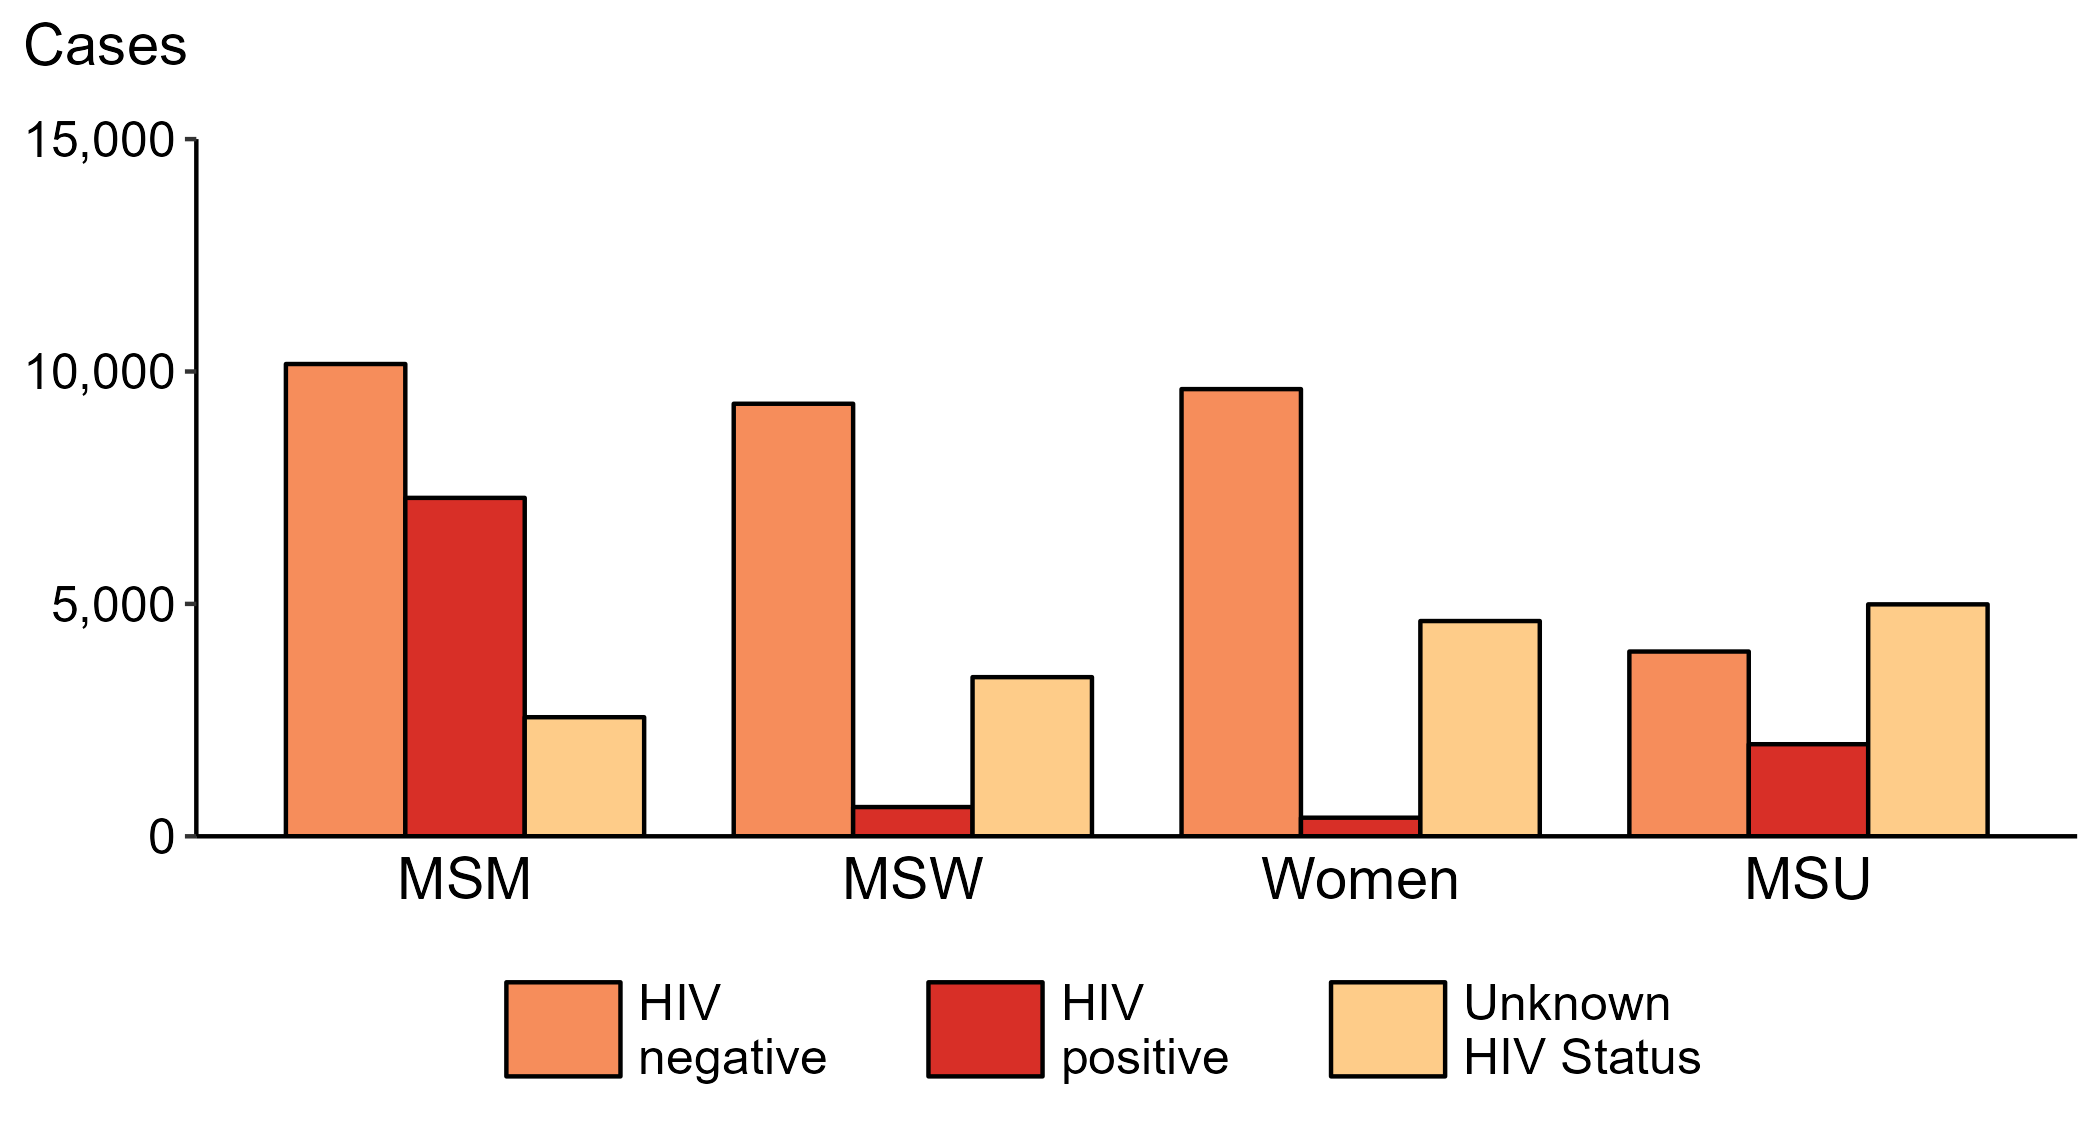 Cases
15,000
10,000
5,000
0
MSM MSW Women MSU
HIV
negative
HIV
positive
Unknown
HIV Status